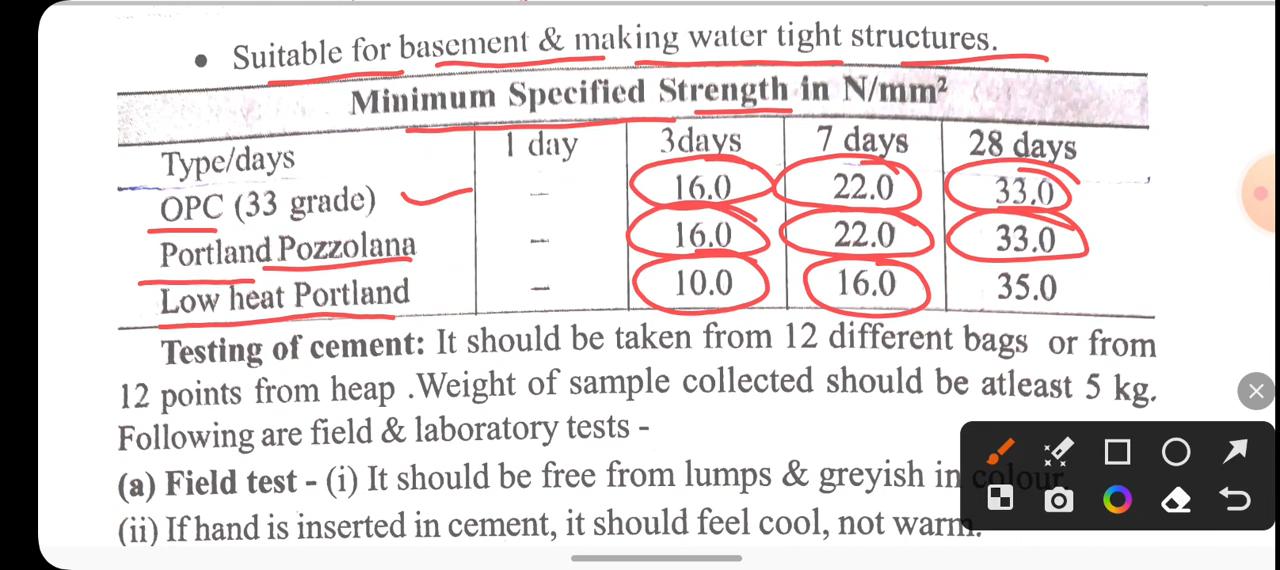 • Suitable for basement & making water tight structures.
Minimum Specified Strength in N/mm²
Type/days 1 day 3days 7 days 28 days
OPC (33 grade) – 16.0 22.0 33.0
Portland Pozzolana – 16.0 22.0 33.0
Low heat Portland – 10.0 16.0 35.0
Testing of cement: It should be taken from 12 different bags or from
12 points from heap .Weight of sample collected should be atleast 5 kg.
Following are field & laboratory tests -
(a) Field test - (i) It should be free from lumps & greyish in colour.
(ii) If hand is inserted in cement, it should feel cool, not warm.